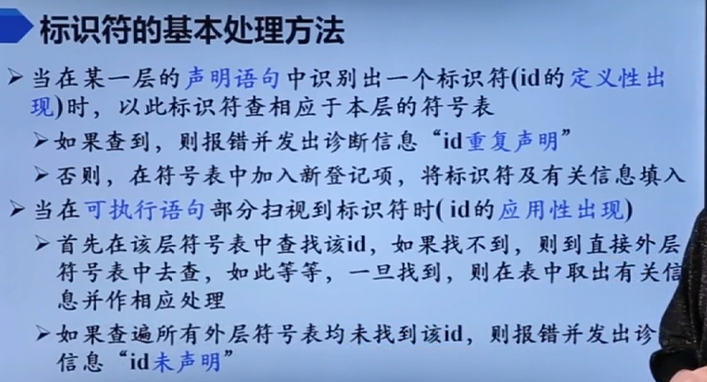 标识符的基本处理方法
当在某一层的声明语句中识别出一个标识符(id的定义性出
现)时，以此标识符查相应于本层的符号表
如果查到，则报错并发出诊断信息“id重复声明”
否则，在符号表中加入新登记项，将标识符及有关信息填入
当在可执行语句部分扫视到标识符时( id的应用性出现)
首先在该层符号表中查找该id，如果找不到，则到直接外层
符号表中去查，如此等等，一旦找到，则在表中取出有关信
息并作相应处理
如果查遍所有外层符号表均未找到该id，则报错并发出诊
信息“id未声明”